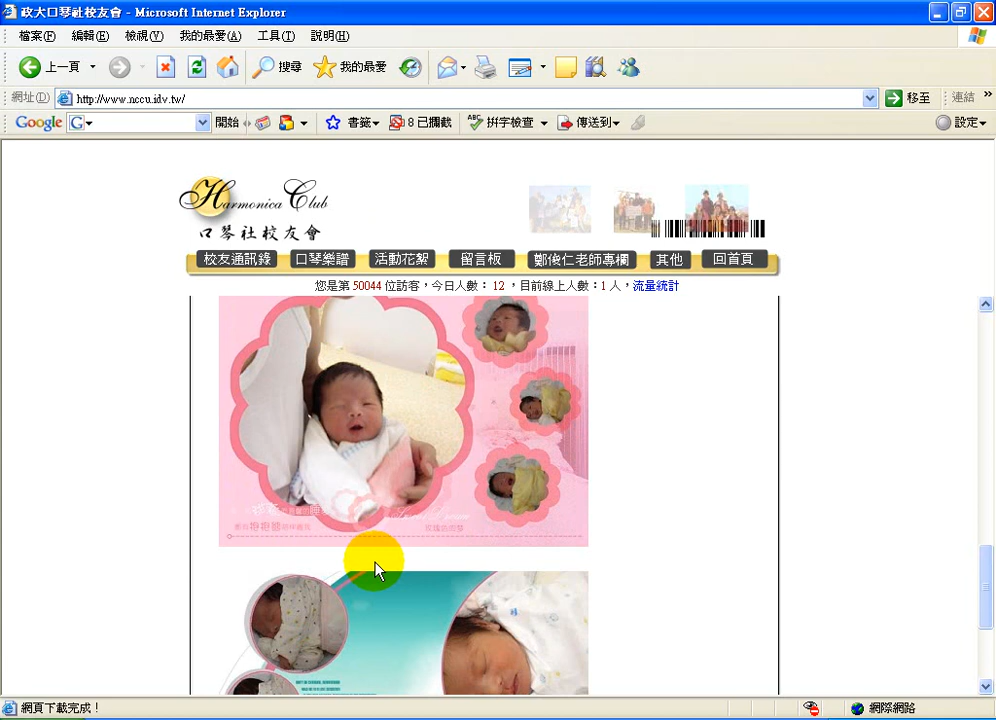 政大口琴社校友會 - Microsoft Internet Explorer
檔案(F) 編輯(E) 檢視(V) 我的最愛(A) 工具(T) 說明(H)
上一頁 搜尋 我的最愛
網址(D) http://www.nccu.idv.tw/ 移至 連結 »
Google G 開始 書籤 8 已攔截 ABC 拼字檢查 傳送到 設定
Harmonica Club
口琴社校友會
校友通訊錄 口琴樂譜 活動花絮 留言板 鄭俊仁老師專欄 其他 回首頁
您是第 50044 位訪客，今日人數： 12 ，目前線上人數：1 人，流量統計
網頁下載完成！ 網際網路